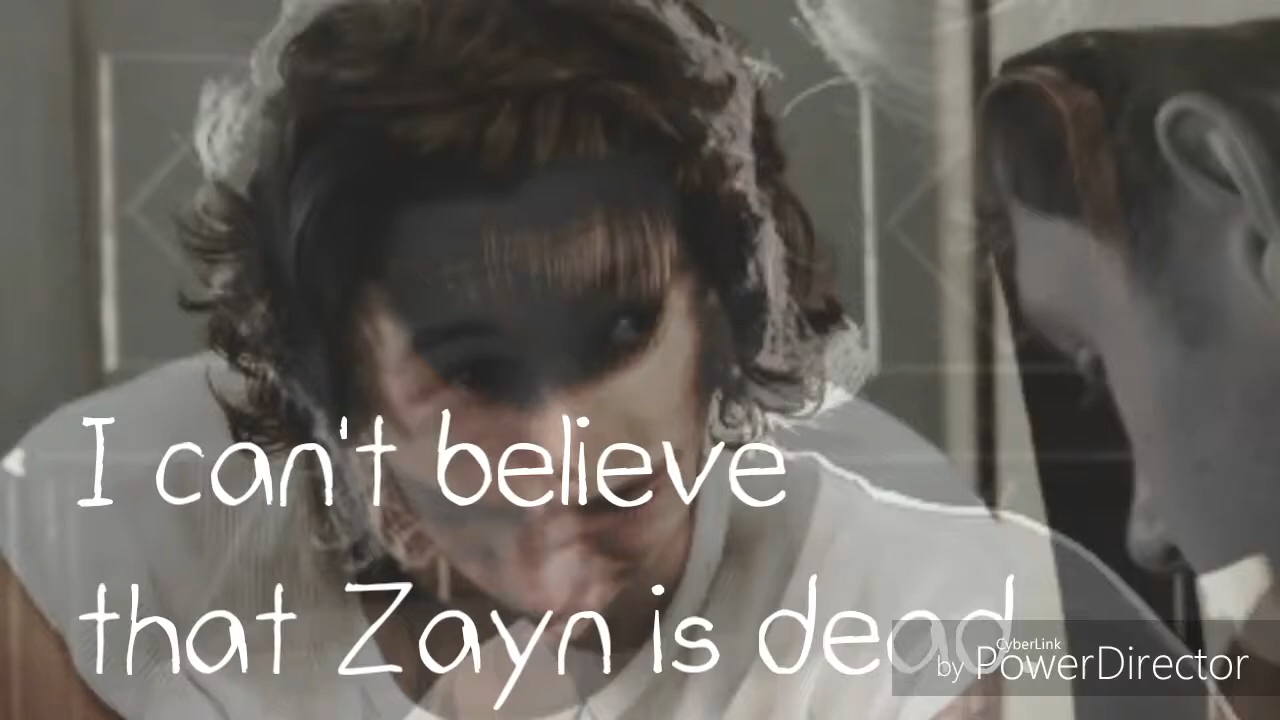 I can't believe
that Zayn is dead
CyberLink
by PowerDirector